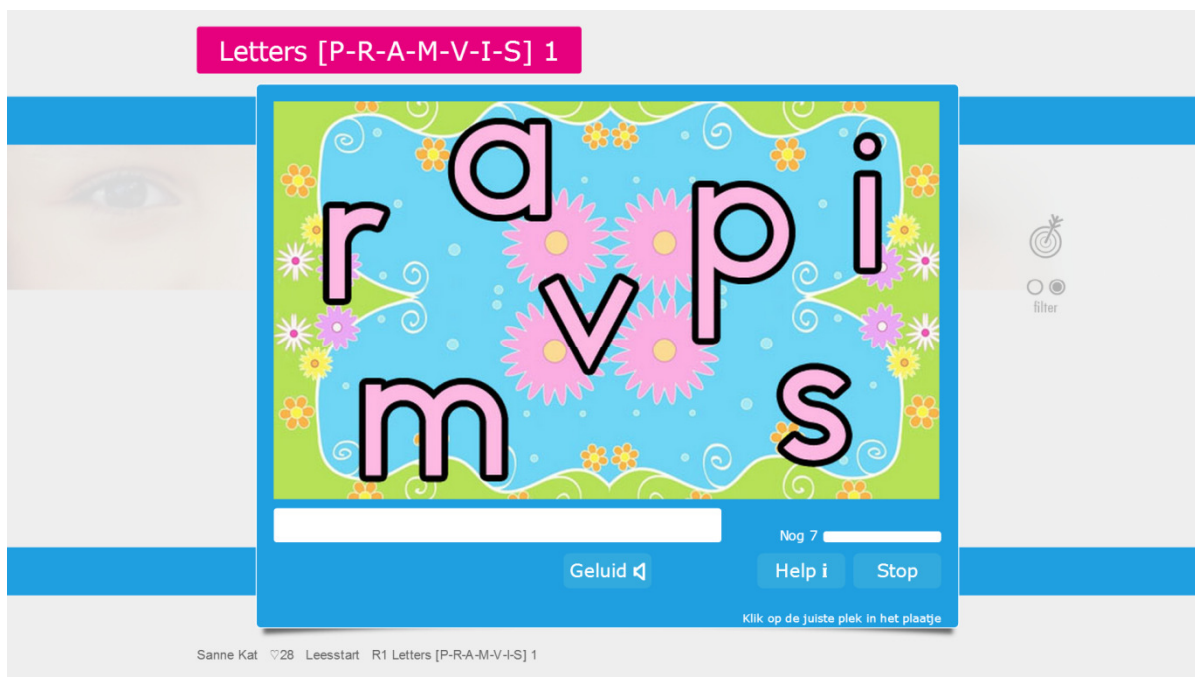 Letters [P-R-A-M-V-I-S] 1
a
i
r
p
v
m
s
filter
Nog 7
Geluid
Help i
Stop
Klik op de juiste plek in het plaatje
Sanne Kat ♡28 Leesstart R1 Letters [P-R-A-M-V-I-S] 1